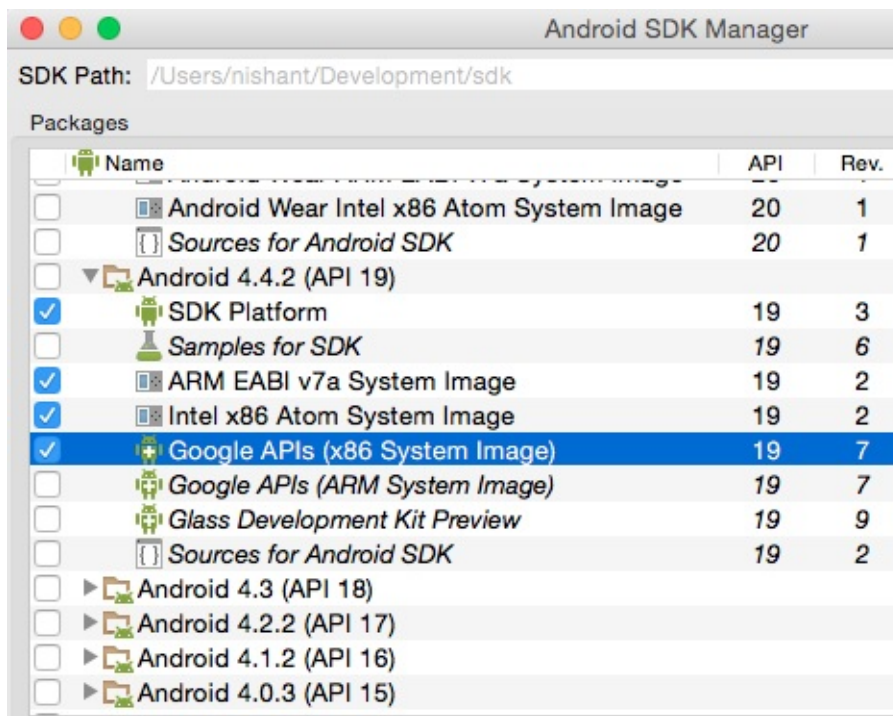 Android SDK Manager
SDK Path: /Users/nishant/Development/sdk
Packages
Name API Rev.
Android Wear Intel x86 Atom System Image 20 1
Sources for Android SDK 20 1
Android 4.4.2 (API 19)
SDK Platform 19 3
Samples for SDK 19 6
ARM EABI v7a System Image 19 2
Intel x86 Atom System Image 19 2
Google APIs (x86 System Image) 19 7
Google APIs (ARM System Image) 19 7
Glass Development Kit Preview 19 9
Sources for Android SDK 19 2
Android 4.3 (API 18)
Android 4.2.2 (API 17)
Android 4.1.2 (API 16)
Android 4.0.3 (API 15)